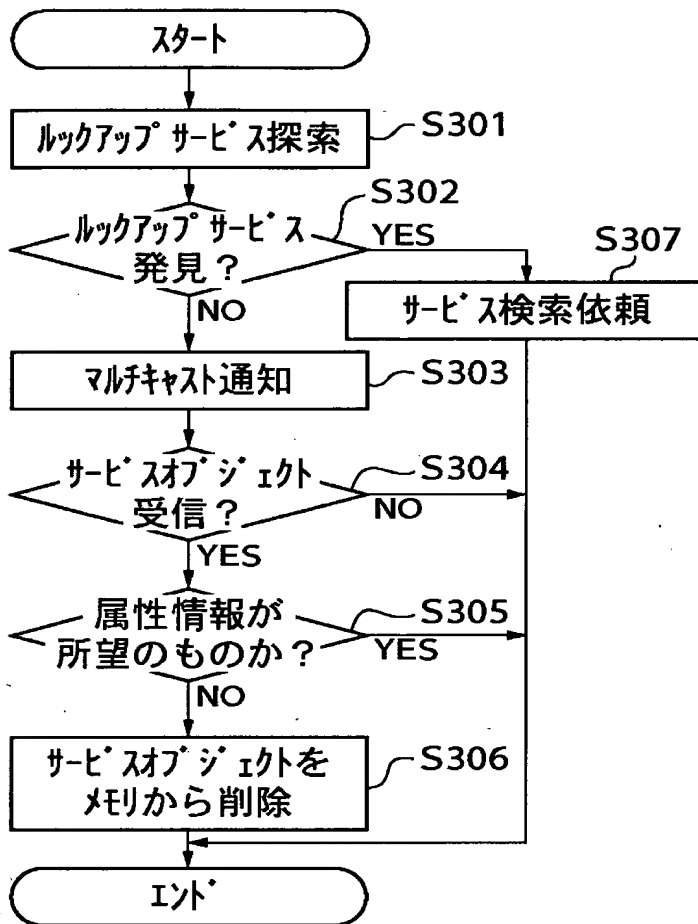 スタート
ルックアップサービス探索
S301
ルックアップサービス
発見?
S302
YES
NO
サービス検索依頼
S307
マルチキャスト通知
S303
サービスオブジェクト
受信?
S304
NO
YES
属性情報が
所望のものか?
S305
YES
NO
サービスオブジェクトを
メモリから削除
S306
エンド